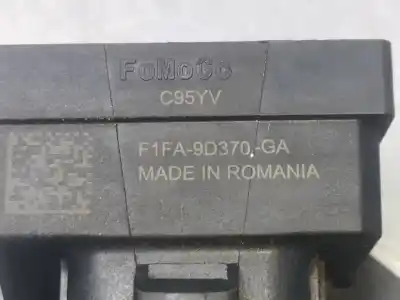 FoMoCo
C95YV
F1FA-9D370,-GA
MADE IN ROMANIA